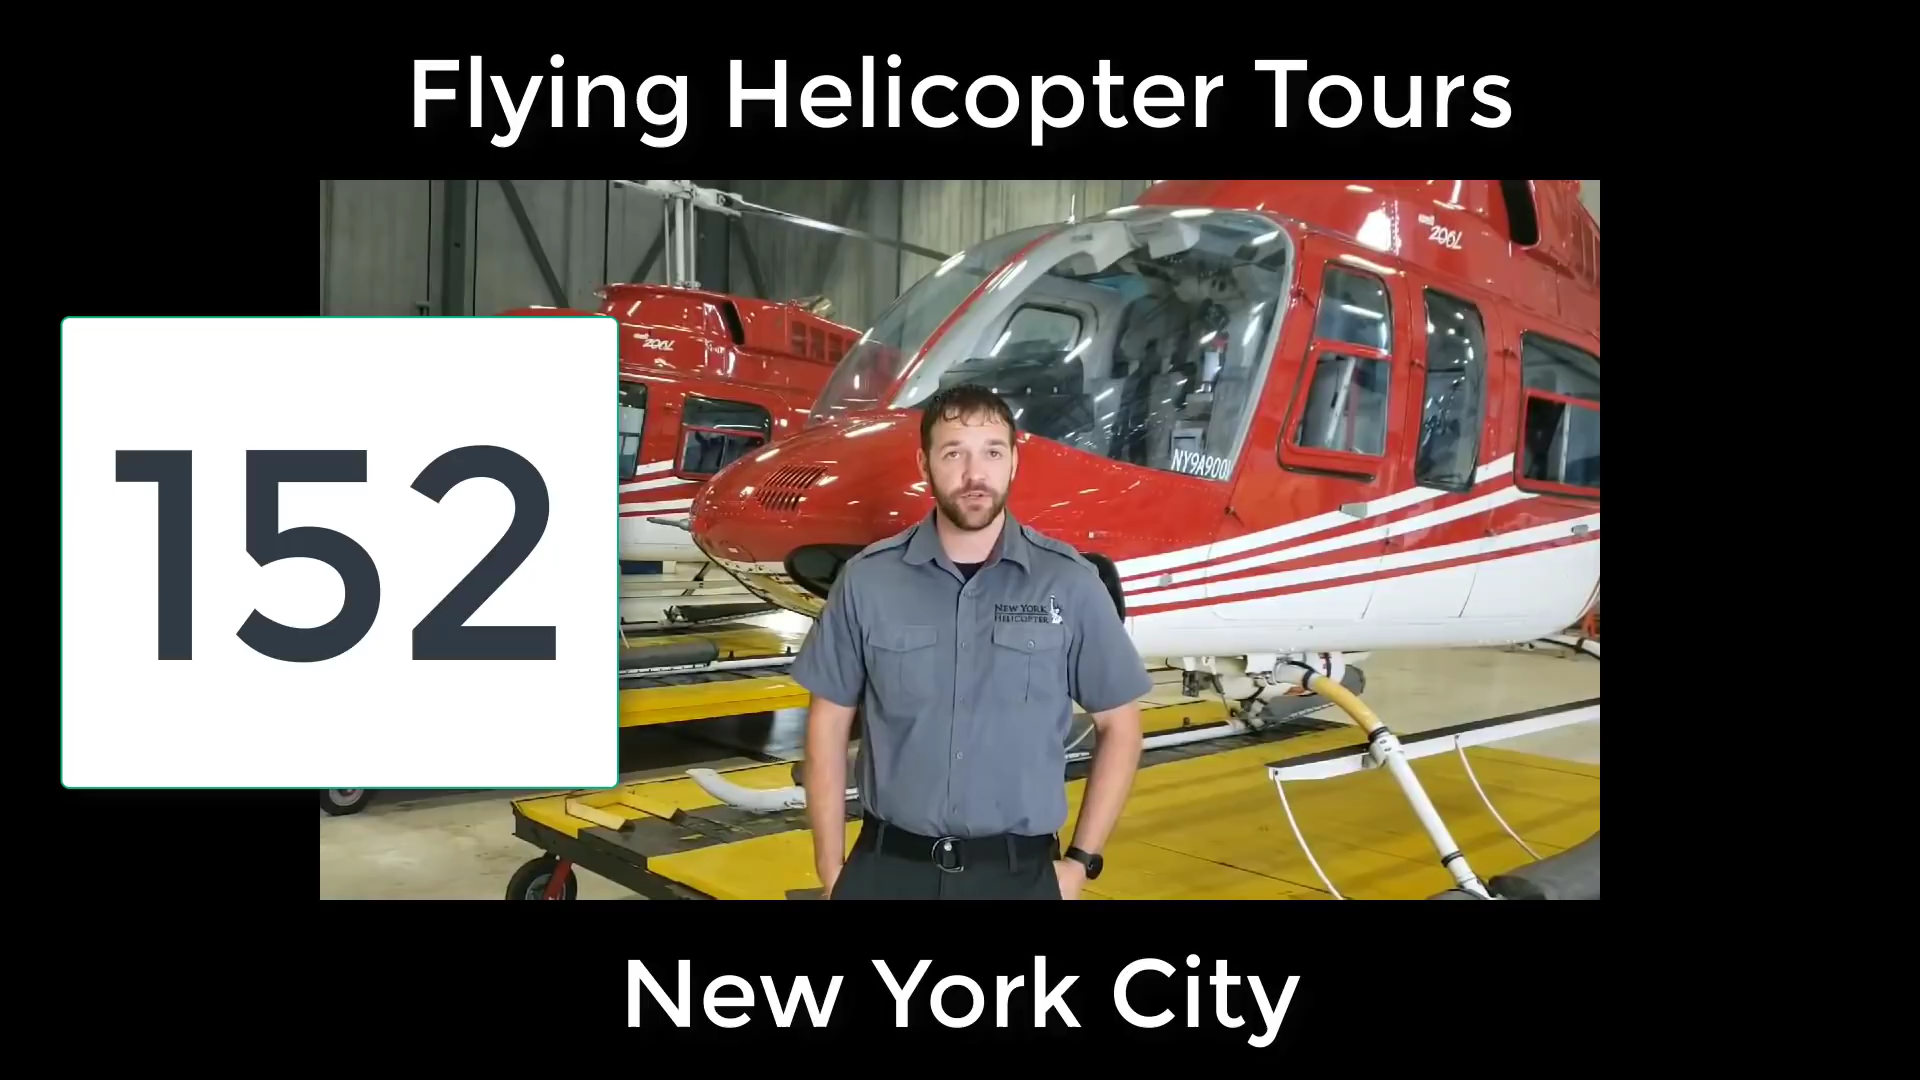 Flying Helicopter Tours
206L
206L
152
NY9A900
NEW YORK
HELICOPTER
New York City